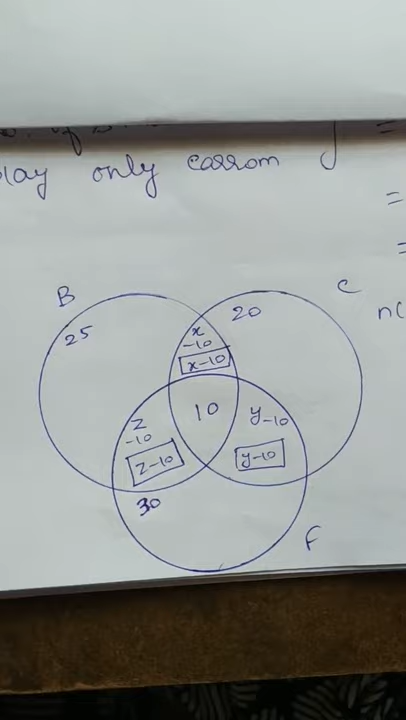 play only carrom
=
=
n(
B
C
25
20
x
-10
x-10
10
z
-10
z-10
y-10
y-10
30
F